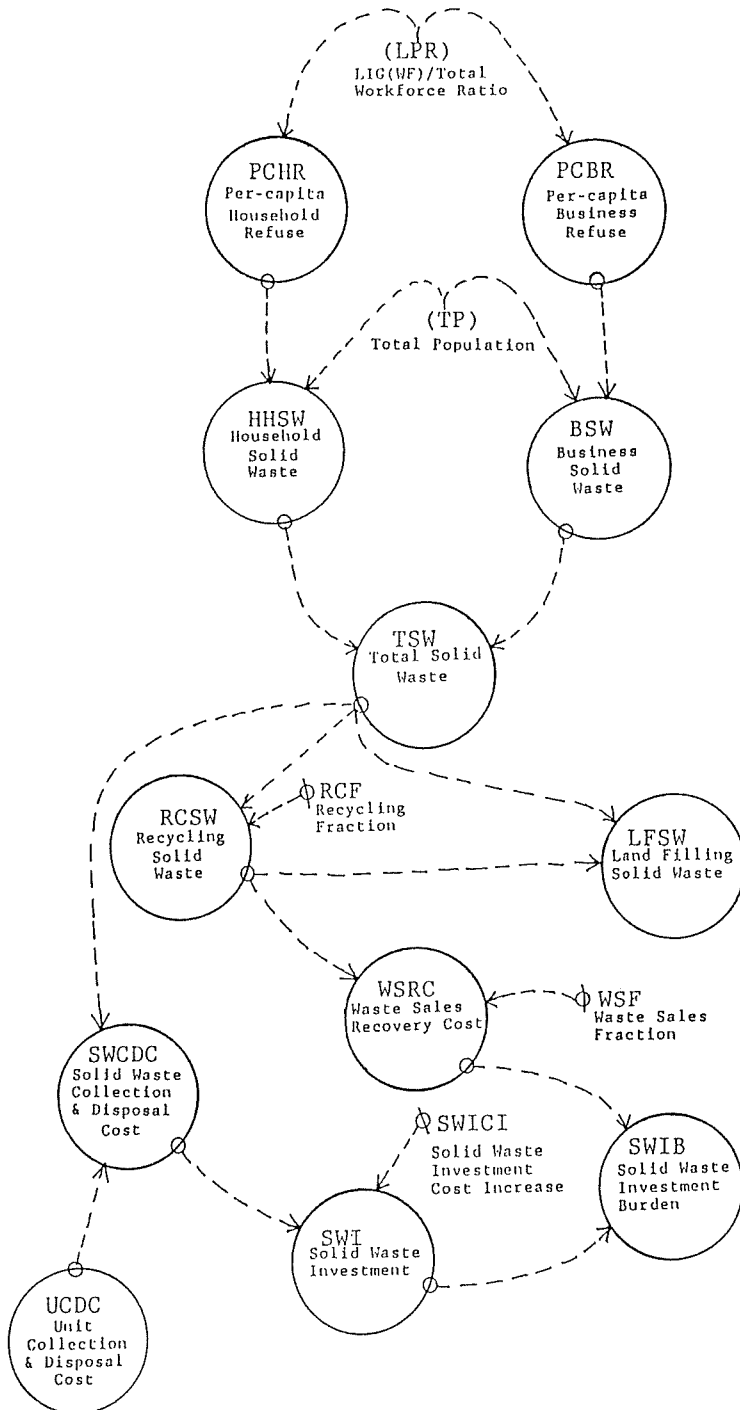 (LPR)
LIG(WF)/Total
Workforce Ratio
PCHR
Per-capita
Household
Refuse
PCBR
Per-capita
Business
Refuse
(TP)
Total Population
HHSW
Household
Solid
Waste
BSW
Business
Solid
Waste
TSW
Total Solid
Waste
RCSW
Recycling
Solid
Waste
RCF
Recycling
Fraction
LFSW
Land Filling
Solid Waste
WSRC
Waste Sales
Recovery Cost
WSF
Waste Sales
Fraction
SWCDC
Solid Waste
Collection
& Disposal
Cost
SWICI
Solid Waste
Investment
Cost Increase
SWIB
Solid Waste
Investment
Burden
SWI
Solid Waste
Investment
UCDC
Unit
Collection
& Disposal
Cost